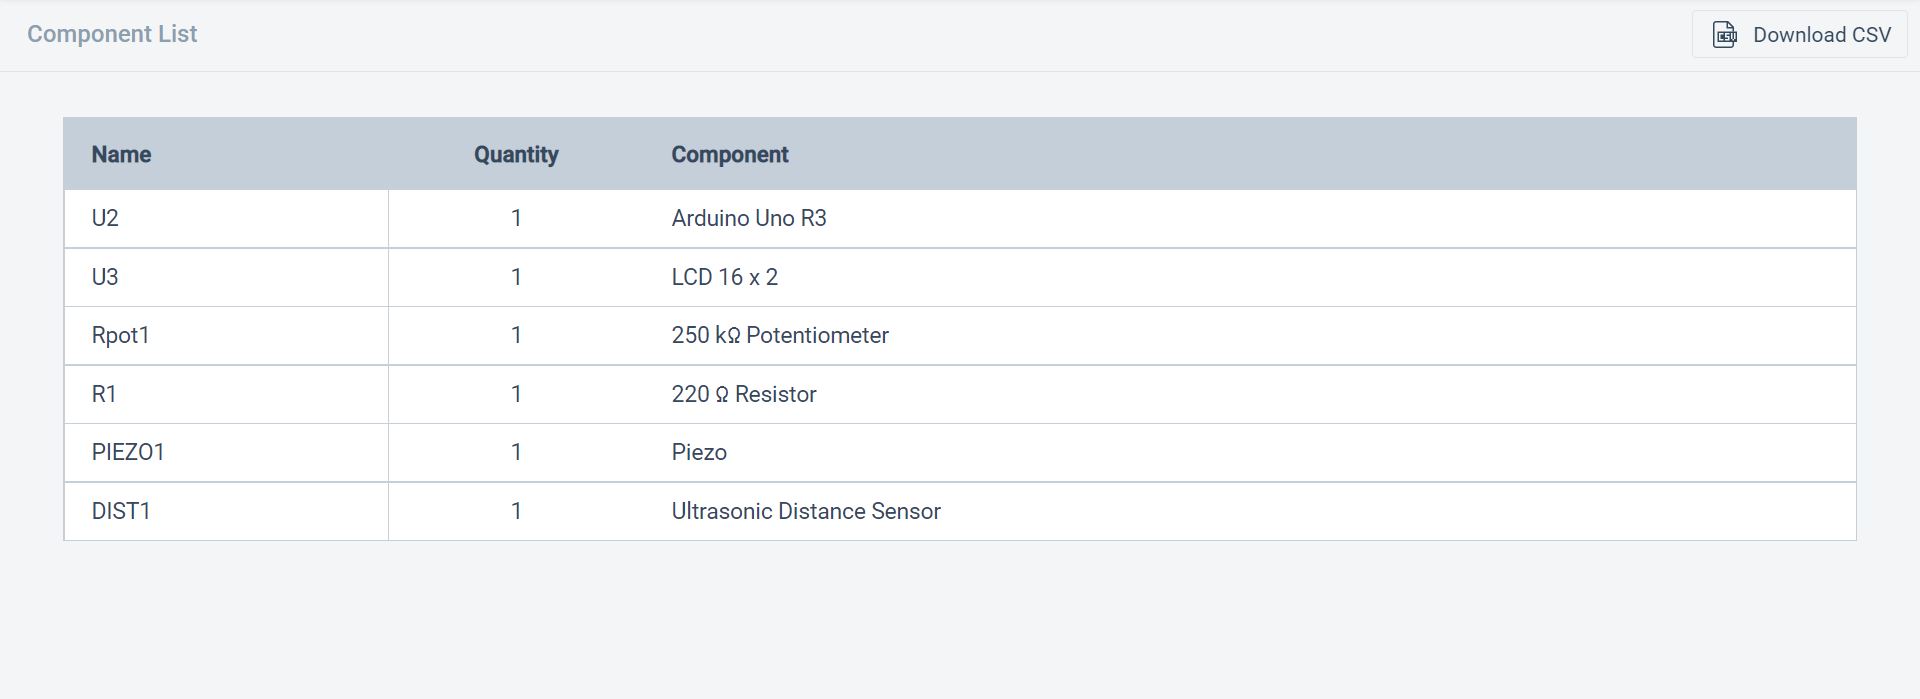 Component List
Download CSV
Name Quantity Component
U2 1 Arduino Uno R3
U3 1 LCD 16 x 2
Rpot1 1 250 kΩ Potentiometer
R1 1 220 Ω Resistor
PIEZO1 1 Piezo
DIST1 1 Ultrasonic Distance Sensor